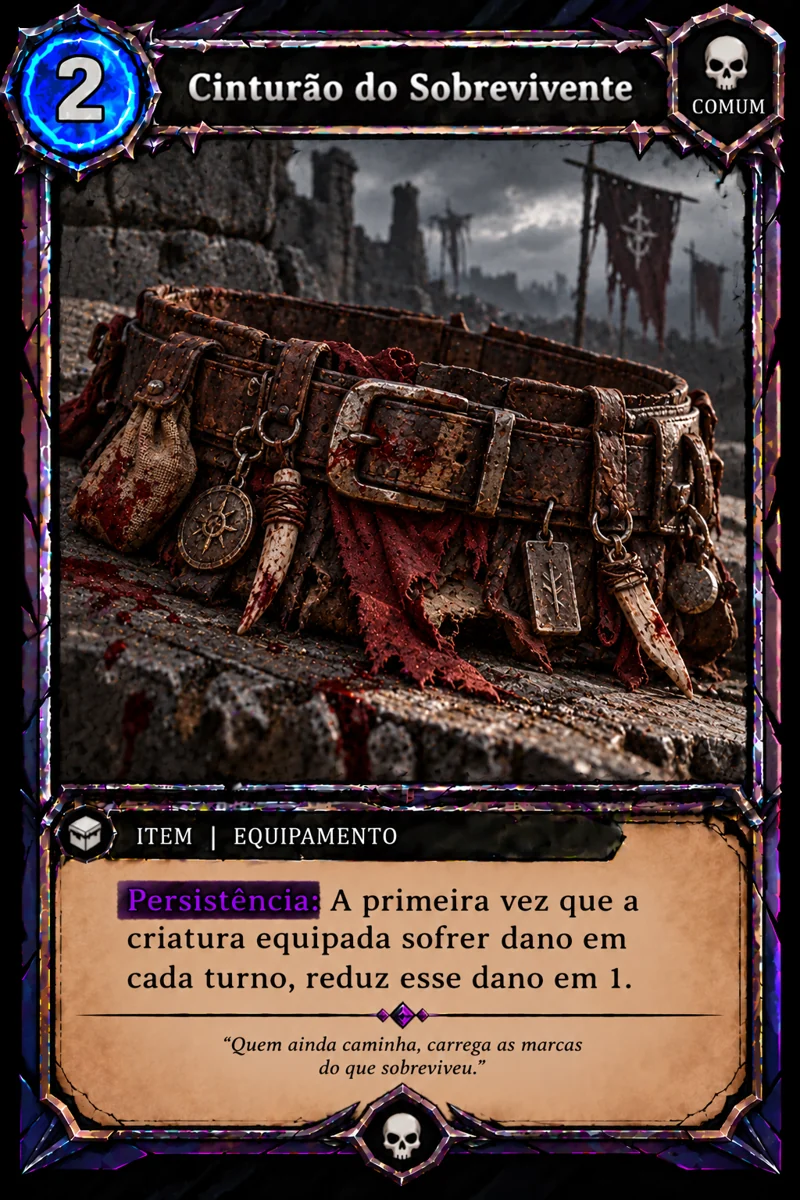 2
Cinturão do Sobrevivente
COMUM
ITEM | EQUIPAMENTO
Persistência: A primeira vez que a
criatura equipada sofrer dano em
cada turno, reduz esse dano em 1.
“Quem ainda caminha, carrega as marcas
do que sobreviveu.”